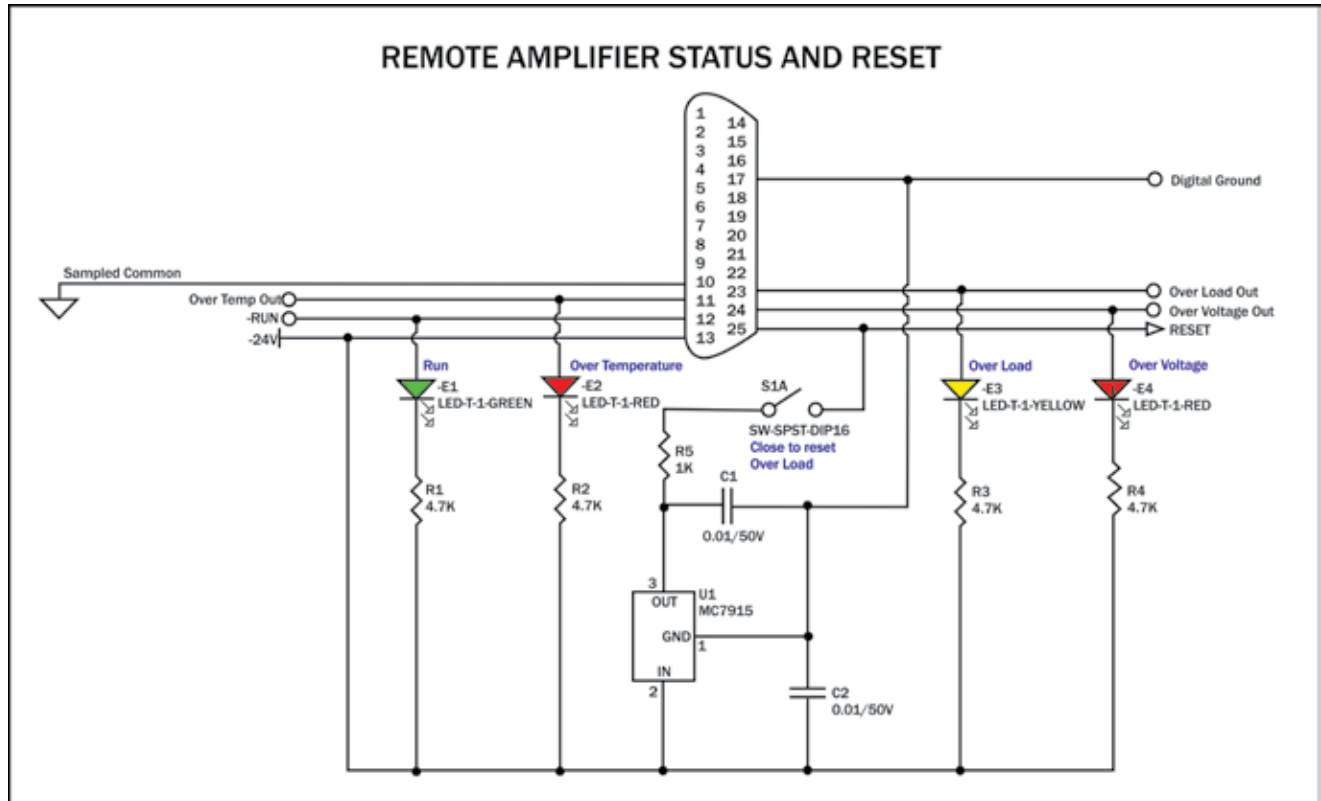 REMOTE AMPLIFIER STATUS AND RESET
1
2
3
4
5
6
7
8
9
10
11
12
13
14
15
16
17
18
19
20
21
22
23
24
25
Digital Ground
Sampled Common
Over Temp Out
-RUN
-24V
Over Load Out
Over Voltage Out
RESET
Run
-E1
LED-T-1-GREEN
Over Temperature
-E2
LED-T-1-RED
S1A
SW-SPST-DIP16
Close to reset
Over Load
Over Load
-E3
LED-T-1-YELLOW
Over Voltage
-E4
LED-T-1-RED
R1
4.7K
R2
4.7K
R5
1K
C1
0.01/50V
R3
4.7K
R4
4.7K
3
OUT
U1
MC7915
GND
1
IN
2
C2
0.01/50V